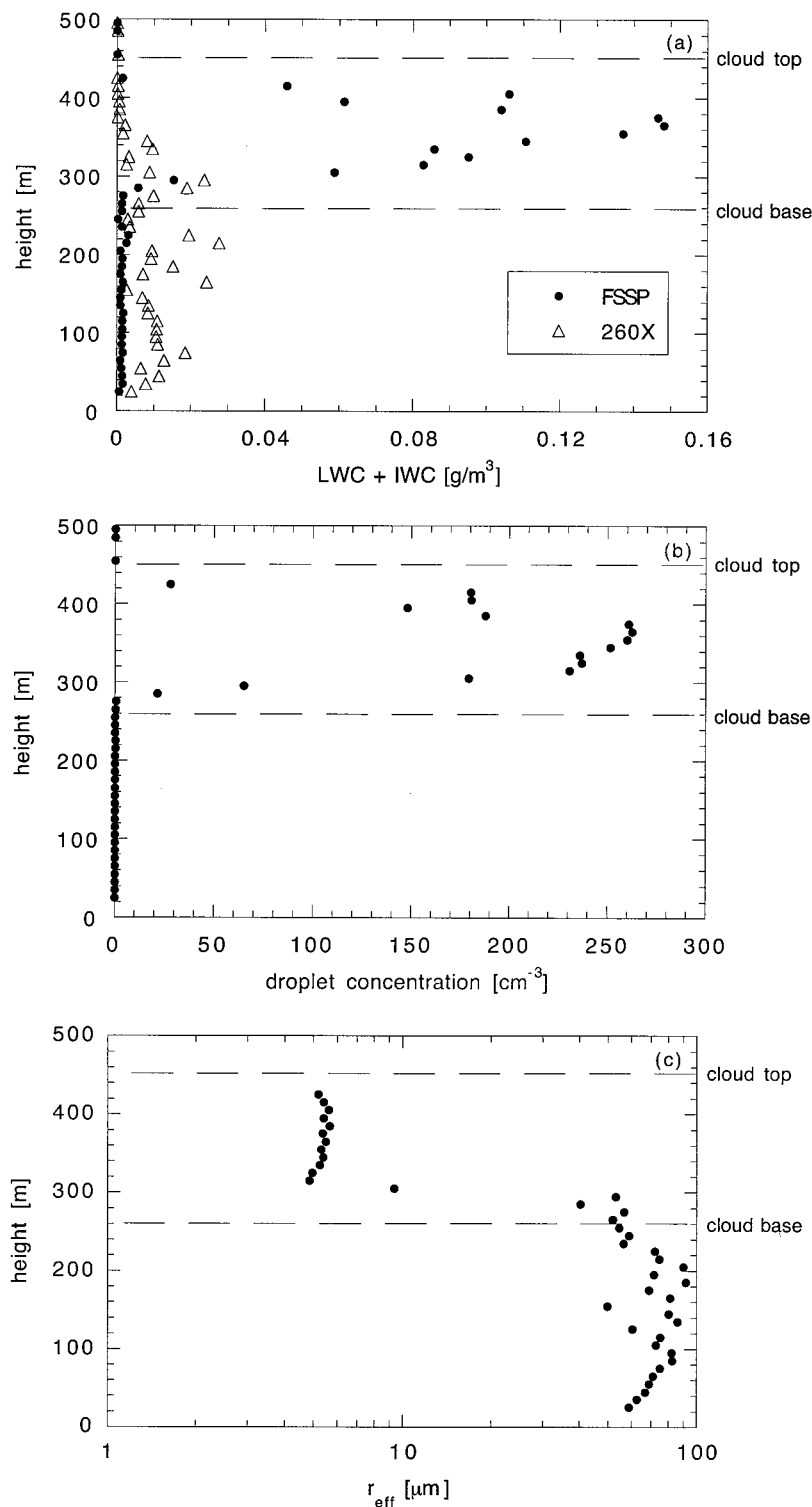 500
400
300
200
100
0
height [m]
(a)
cloud top
cloud base
FSSP
260X
0 0.04 0.08 0.12 0.16
LWC + IWC [g/m³]
500
400
300
200
100
0
height [m]
(b)
cloud top
cloud base
0 50 100 150 200 250 300
droplet concentration [cm⁻³]
500
400
300
200
100
0
height [m]
(c)
cloud top
cloud base
1 10 100
r_eff [µm]